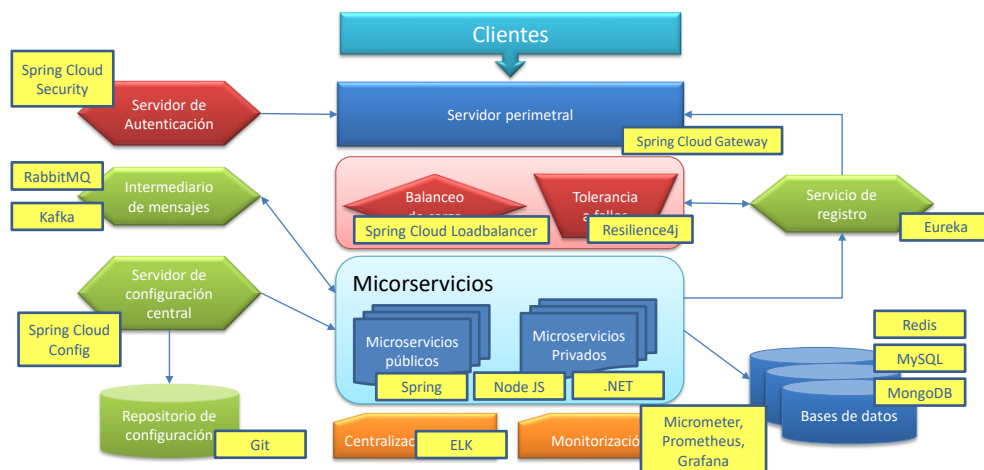 Clientes
Spring Cloud
Security
Servidor de
Autenticación
Servidor perimetral
Spring Cloud Gateway
RabbitMQ
Kafka
Intermediario
de mensajes
Balanceo
Spring Cloud Loadbalancer
Tolerancia
Resilience4j
Servicio de
registro
Eureka
Servidor de
configuración
central
Spring Cloud
Config
Micorservicios
Microservicios
públicos
Spring
Node JS
Microservicios
Privados
.NET
Redis
MySQL
MongoDB
Bases de datos
Repositorio de
configuración
Git
Centraliza
ELK
Monitorizació
Micrometer,
Prometheus,
Grafana